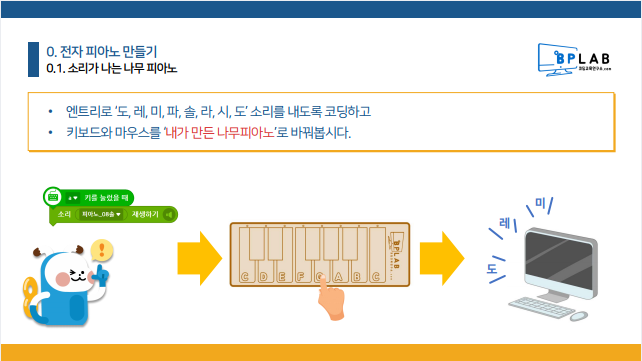 0. 전자 피아노 만들기
0.1. 소리가 나는 나무 피아노
BPLAB
• 엔트리로 '도, 레, 미, 파, 솔, 라, 시, 도' 소리를 내도록 코딩하고
• 키보드와 마우스를 '내가 만든 나무피아노'로 바꿔봅시다.
a 키를 눌렀을 때
소리 피아노_08솔 재생하기
C D E F G A B C
BPLAB
도
레
미